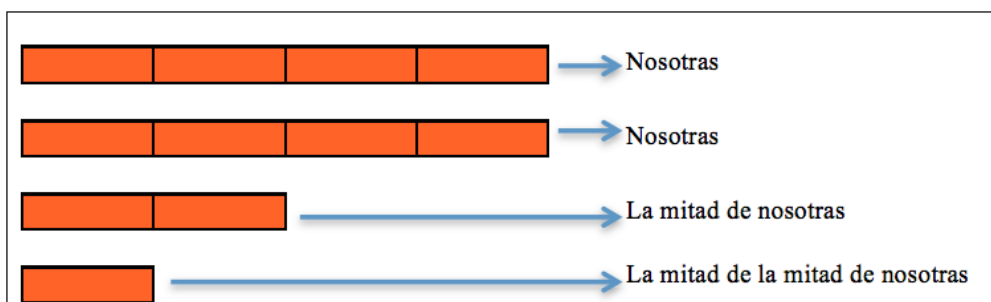 Nosotras
Nosotras
La mitad de nosotras
La mitad de la mitad de nosotras